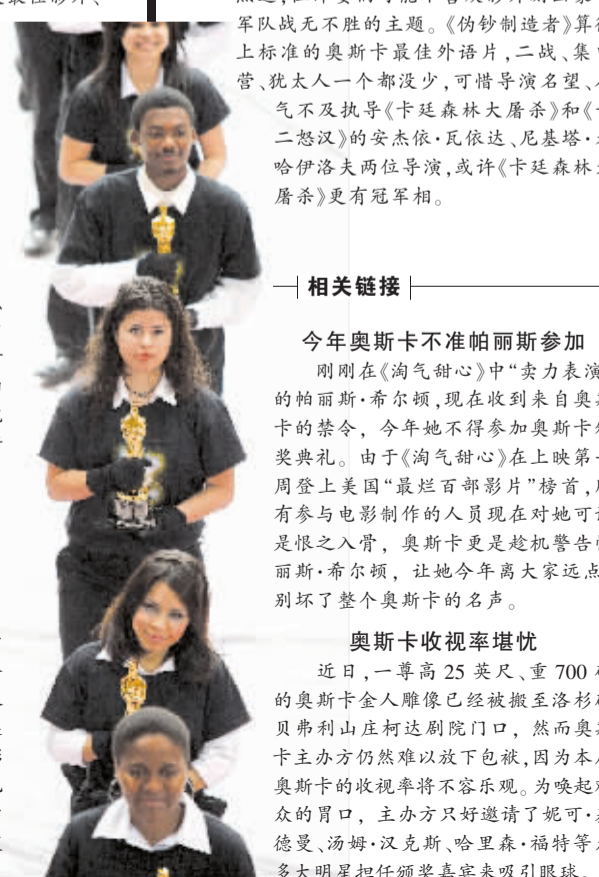 军队战无不胜的主题。《伪钞制造者》算
上标准的奥斯卡最佳外语片,二战、集
营、犹太人一个都没少,可惜导演名望、
气不及执导《卡廷森林大屠杀》和《
二怒汉》的安杰依·瓦依达、尼基塔·
哈伊洛夫两位导演,或许《卡廷森林
屠杀》更有冠军相。
相关链接
今年奥斯卡不准帕丽斯参加
刚刚在《淘气甜心》中“卖力表演
的帕丽斯·希尔顿,现在收到来自奥
卡的禁令，今年她不得参加奥斯卡
奖典礼。由于《淘气甜心》在上映第
周登上美国“最烂百部影片”榜首,
有参与电影制作的人员现在对她可
是恨之入骨，奥斯卡更是趁机警告
丽斯·希尔顿，让她今年离大家远点
别坏了整个奥斯卡的名声。
奥斯卡收视率堪忧
近日,一尊高 25 英尺、重 700
的奥斯卡金人雕像已经被搬至洛杉
贝弗利山庄柯达剧院门口，然而奥
卡主办方仍然难以放下包袱,因为本
奥斯卡的收视率将不容乐观。为唤起
众的胃口，主办方只好邀请了妮可·
德曼、汤姆·汉克斯、哈里森·福特等
多大明星担任颁奖嘉宾来吸引眼球。